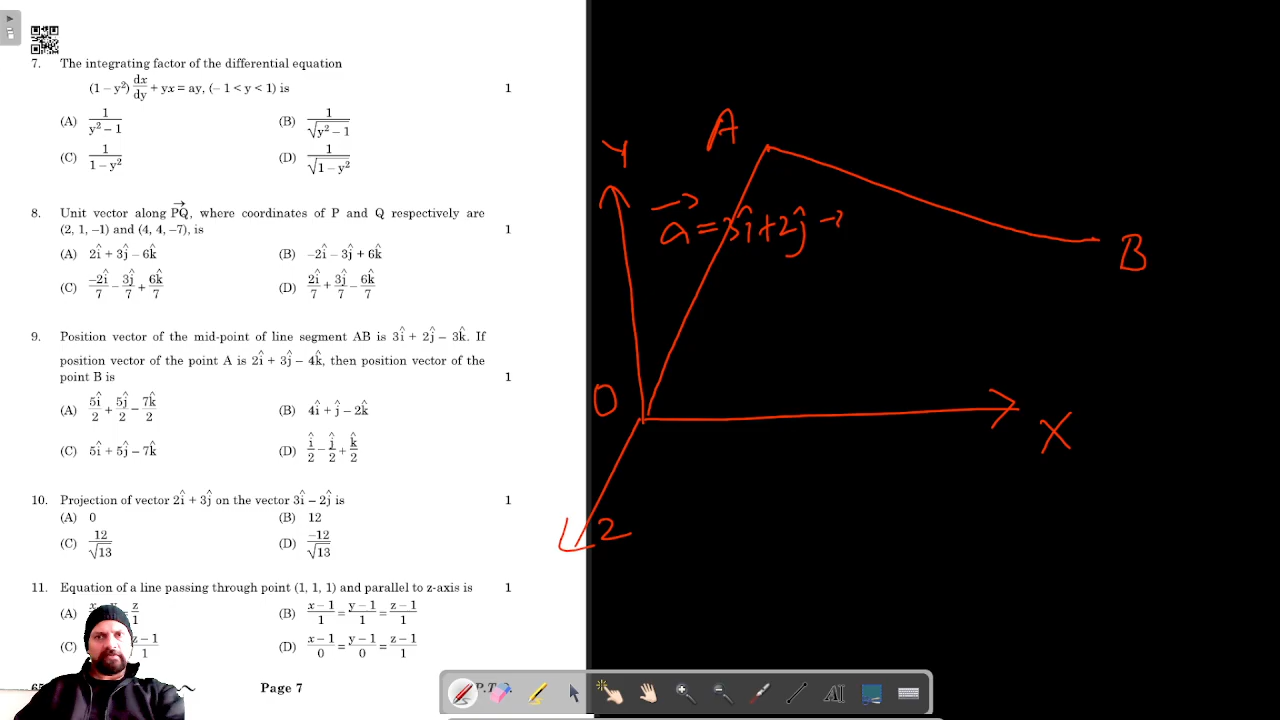 7. The integrating factor of the differential equation
(1 – y²) dx/dy + yx = ay, (– 1 < y < 1) is 1
(A) 1/(y² – 1) (B) 1/√(y² – 1)
(C) 1/(1 – y²) (D) 1/√(1 – y²)
8. Unit vector along PQ⃗, where coordinates of P and Q respectively are
(2, 1, –1) and (4, 4, –7), is 1
(A) 2î + 3ĵ – 6k̂ (B) –2î – 3ĵ + 6k̂
(C) –2î/7 – 3ĵ/7 + 6k̂/7 (D) 2î/7 + 3ĵ/7 – 6k̂/7
9. Position vector of the mid-point of line segment AB is 3î + 2ĵ – 3k̂. If
position vector of the point A is 2î + 3ĵ – 4k̂, then position vector of the
point B is 1
(A) 5î/2 + 5ĵ/2 – 7k̂/2 (B) 4î + ĵ – 2k̂
(C) 5î + 5ĵ – 7k̂ (D) î/2 – ĵ/2 + k̂/2
10. Projection of vector 2î + 3ĵ on the vector 3î – 2ĵ is 1
(A) 0 (B) 12
(C) 12/√13 (D) –12/√13
11. Equation of a line passing through point (1, 1, 1) and parallel to z-axis is 1
(A) = z/1 (B) (x – 1)/1 = (y – 1)/1 = (z – 1)/1
(C) (z – 1)/1 (D) (x – 1)/0 = (y – 1)/0 = (z – 1)/1
Page 7 P.T.O.
A
Y
a⃗ = 3î + 2ĵ –
B
O
X
Z
AI